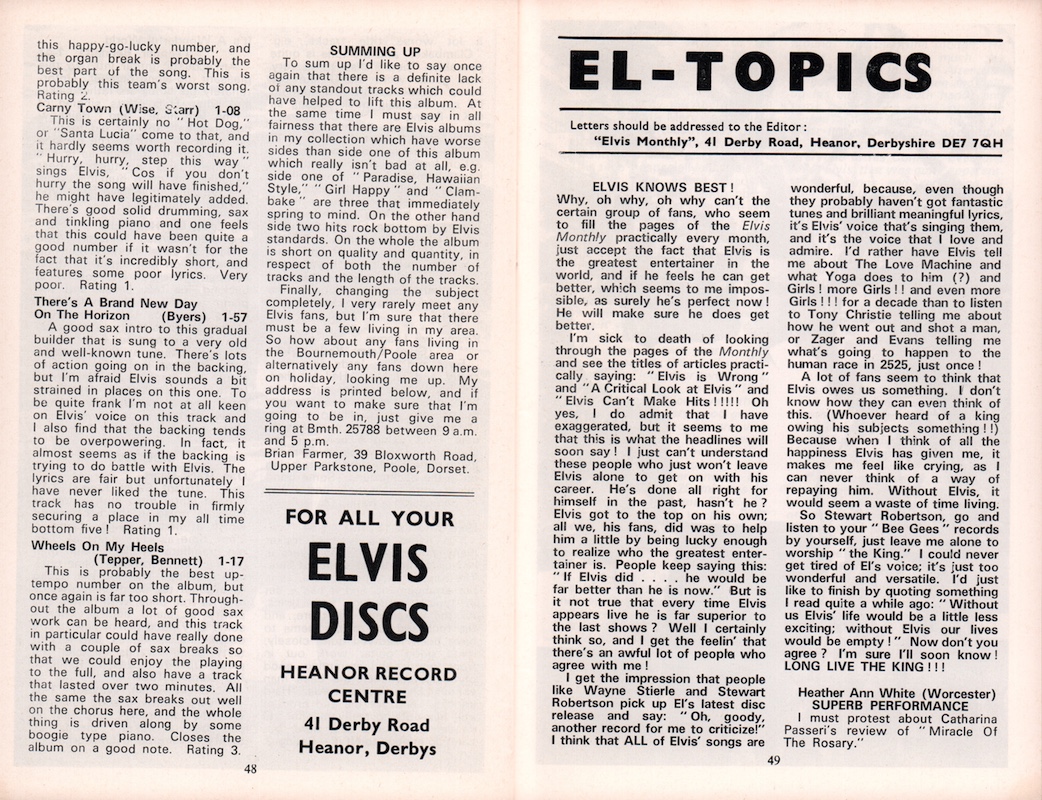 this happy-go-lucky number, and
the organ break is probably the
best part of the song. This is
probably this team's worst song.
Rating 2.
Carny Town (Wise, Starr) 1-08
This is certainly no "Hot Dog,"
or "Santa Lucia" come to that, and
it hardly seems worth recording it.
"Hurry, hurry, step this way"
sings Elvis, "Cos if you don't
hurry the song will have finished,"
he might have legitimately added.
There's good solid drumming, sax
and tinkling piano and one feels
that this could have been quite a
good number if it wasn't for the
fact that it's incredibly short, and
features some poor lyrics. Very
poor. Rating 1.
There's A Brand New Day
On The Horizon (Byers) 1-57
A good sax intro to this gradual
builder that is sung to a very old
and well-known tune. There's lots
of action going on in the backing,
but I'm afraid Elvis sounds a bit
strained in places on this one. To
be quite frank I'm not at all keen
on Elvis' voice on this track and
I also find that the backing tends
to be overpowering. In fact, it
almost seems as if the backing is
trying to do battle with Elvis. The
lyrics are fair but unfortunately I
have never liked the tune. This
track has no trouble in firmly
securing a place in my all time
bottom five! Rating 1.
Wheels On My Heels
(Tepper, Bennett) 1-17
This is probably the best up-
tempo number on the album, but
once again is far too short. Through-
out the album a lot of good sax
work can be heard, and this track
in particular could have really done
with a couple of sax breaks so
that we could enjoy the playing
to the full, and also have a track
that lasted over two minutes. All
the same the sax breaks out well
on the chorus here, and the whole
thing is driven along by some
boogie type piano. Closes the
album on a good note. Rating 3.
SUMMING UP
To sum up I'd like to say once
again that there is a definite lack
of any standout tracks which could
have helped to lift this album. At
the same time I must say in all
fairness that there are Elvis albums
in my collection which have worse
sides than side one of this album
which really isn't bad at all, e.g.
side one of "Paradise, Hawaiian
Style," "Girl Happy" and "Clam-
bake" are three that immediately
spring to mind. On the other hand
side two hits rock bottom by Elvis
standards. On the whole the album
is short on quality and quantity, in
respect of both the number of
tracks and the length of the tracks.
Finally, changing the subject
completely, I very rarely meet any
Elvis fans, but I'm sure that there
must be a few living in my area.
So how about any fans living in
the Bournemouth/Poole area or
alternatively any fans down here
on holiday, looking me up. My
address is printed below, and if
you want to make sure that I'm
going to be in, just give me a
ring at Bmth. 25788 between 9 a.m.
and 5 p.m.
Brian Farmer, 39 Bloxworth Road,
Upper Parkstone, Poole, Dorset.
FOR ALL YOUR
ELVIS
DISCS
HEANOR RECORD
CENTRE
41 Derby Road
Heanor, Derbys
48
EL-TOPICS
Letters should be addressed to the Editor:
"Elvis Monthly", 41 Derby Road, Heanor, Derbyshire DE7 7QH
ELVIS KNOWS BEST!
Why, oh why, oh why can't the
certain group of fans, who seem
to fill the pages of the Elvis
Monthly practically every month,
just accept the fact that Elvis is
the greatest entertainer in the
world, and if he feels he can get
better, which seems to me impos-
sible, as surely he's perfect now!
He will make sure he does get
better.
I'm sick to death of looking
through the pages of the Monthly
and see the titles of articles practi-
cally saying: "Elvis is Wrong"
and "A Critical Look at Elvis" and
"Elvis Can't Make Hits!!!!! Oh
yes, I do admit that I have
exaggerated, but it seems to me
that this is what the headlines will
soon say! I just can't understand
these people who just won't leave
Elvis alone to get on with his
career. He's done all right for
himself in the past, hasn't he?
Elvis got to the top on his own;
all we, his fans, did was to help
him a little by being lucky enough
to realize who the greatest enter-
tainer is. People keep saying this:
"If Elvis did . . . . he would be
far better than he is now." But is
it not true that every time Elvis
appears live he is far superior to
the last shows? Well I certainly
think so, and I get the feelin' that
there's an awful lot of people who
agree with me!
I get the impression that people
like Wayne Stierle and Stewart
Robertson pick up El's latest disc
release and say: "Oh, goody,
another record for me to criticize!"
I think that ALL of Elvis' songs are
wonderful, because, even though
they probably haven't got fantastic
tunes and brilliant meaningful lyrics,
it's Elvis' voice that's singing them,
and it's the voice that I love and
admire. I'd rather have Elvis tell
me about The Love Machine and
what Yoga does to him (?) and
Girls! more Girls!! and even more
Girls!!! for a decade than to listen
to Tony Christie telling me about
how he went out and shot a man,
or Zager and Evans telling me
what's going to happen to the
human race in 2525, just once!
A lot of fans seem to think that
Elvis owes us something. I don't
know how they can even think of
this. (Whoever heard of a king
owing his subjects something!!)
Because when I think of all the
happiness Elvis has given me, it
makes me feel like crying, as I
can never think of a way of
repaying him. Without Elvis, it
would seem a waste of time living.
So Stewart Robertson, go and
listen to your "Bee Gees" records
by yourself, just leave me alone to
worship "the King." I could never
get tired of El's voice; it's just too
wonderful and versatile. I'd just
like to finish by quoting something
I read quite a while ago: "Without
us Elvis' life would be a little less
exciting; without Elvis our lives
would be empty!" Now don't you
agree? I'm sure I'll soon know!
LONG LIVE THE KING!!!
Heather Ann White (Worcester)
SUPERB PERFORMANCE
I must protest about Catharina
Passeri's review of "Miracle Of
The Rosary."
49